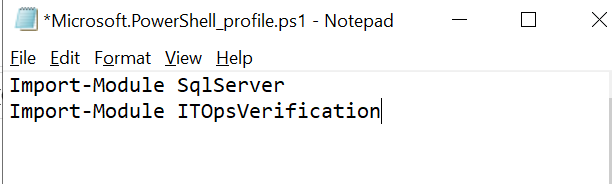 *Microsoft.PowerShell_profile.ps1 - Notepad
File Edit Format View Help
Import-Module SqlServer
Import-Module ITOpsVerification